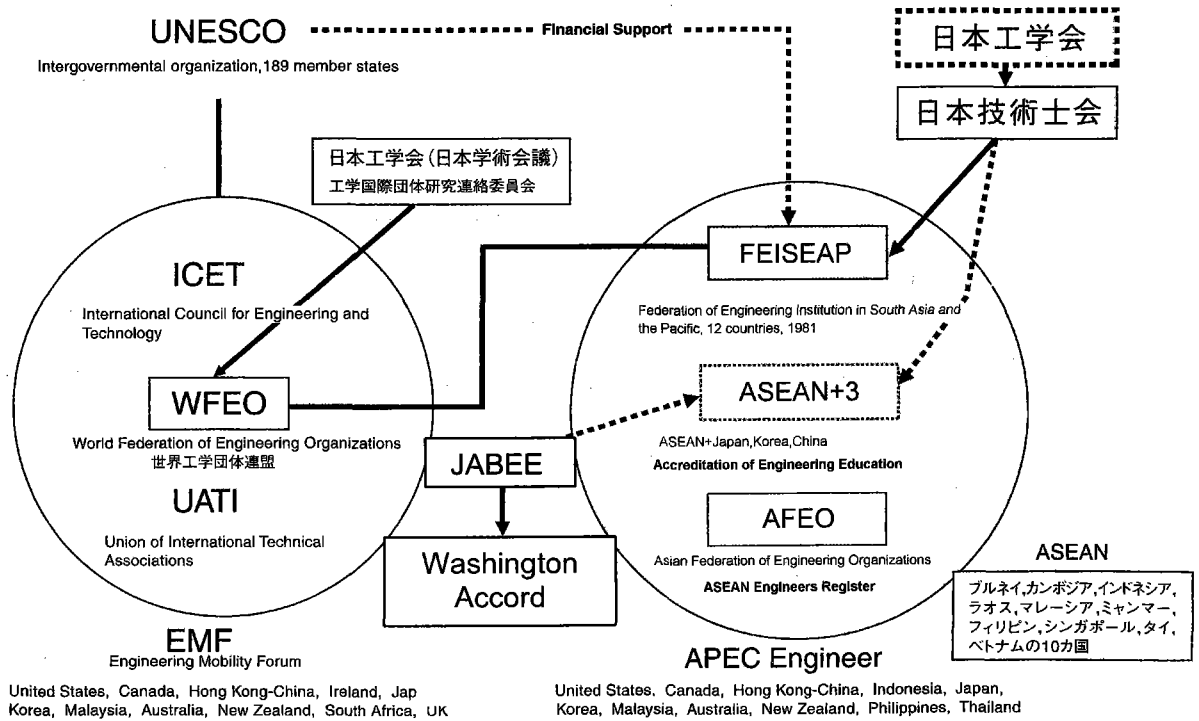 UNESCO
Intergovernmental organization,189 member states
Financial Support
日本工学会
日本技術士会
日本工学会(日本学術会議)
工学国際団体研究連絡委員会
FEISEAP
Federation of Engineering Institution in South Asia and
the Pacific, 12 countries, 1981
ICET
International Council for Engineering and
Technology
WFEO
World Federation of Engineering Organizations
世界工学団体連盟
UATI
Union of International Technical
Associations
JABEE
Washington
Accord
ASEAN+3
ASEAN+Japan,Korea,China
Accreditation of Engineering Education
AFEO
Asian Federation of Engineering Organizations
ASEAN Engineers Register
ASEAN
ブルネイ,カンボジア,インドネシア,
ラオス,マレーシア,ミャンマー,
フィリピン,シンガポール,タイ,
ベトナムの10カ国
EMF
Engineering Mobility Forum
United States, Canada, Hong Kong-China, Ireland, Jap
Korea, Malaysia, Australia, New Zealand, South Africa, UK
APEC Engineer
United States, Canada, Hong Kong-China, Indonesia, Japan,
Korea, Malaysia, Australia, New Zealand, Philippines, Thailand